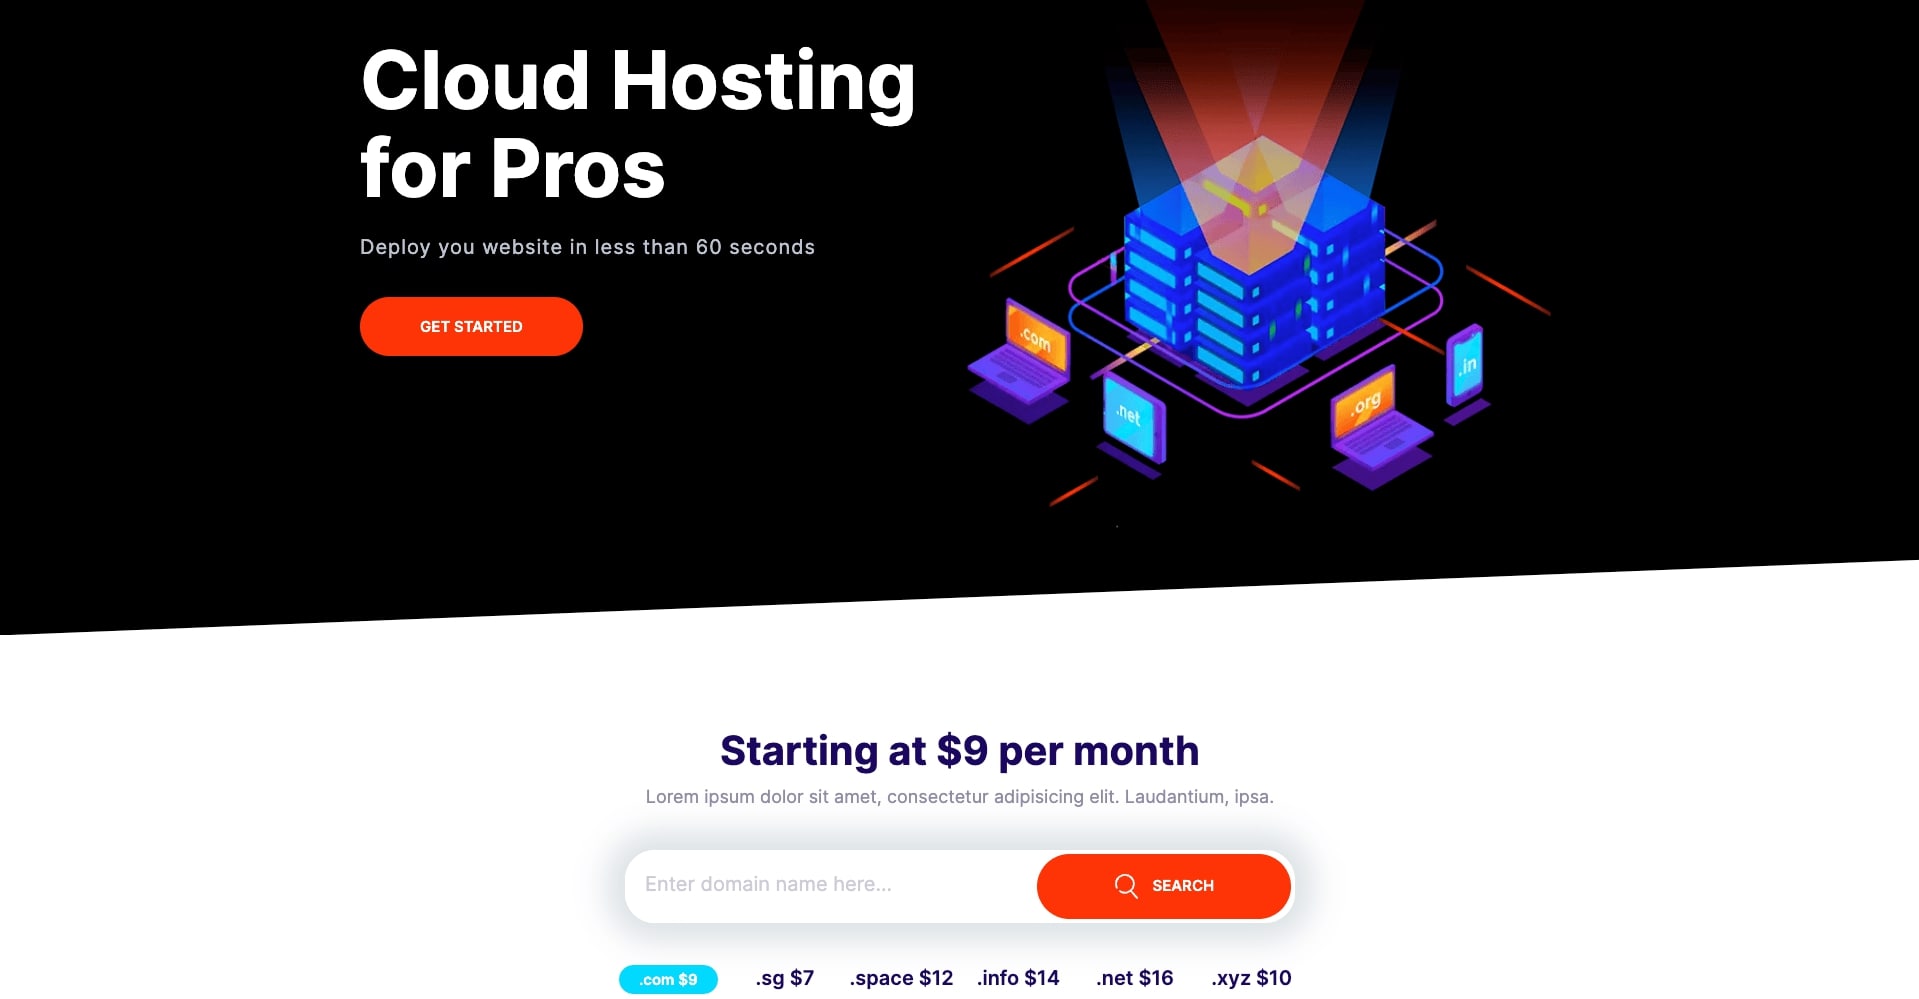 Cloud Hosting
for Pros
Deploy you website in less than 60 seconds
GET STARTED
.com
.net
.org
.in
Starting at $9 per month
Lorem ipsum dolor sit amet, consectetur adipisicing elit. Laudantium, ipsa.
Enter domain name here...
SEARCH
.com $9
.sg $7
.space $12
.info $14
.net $16
.xyz $10